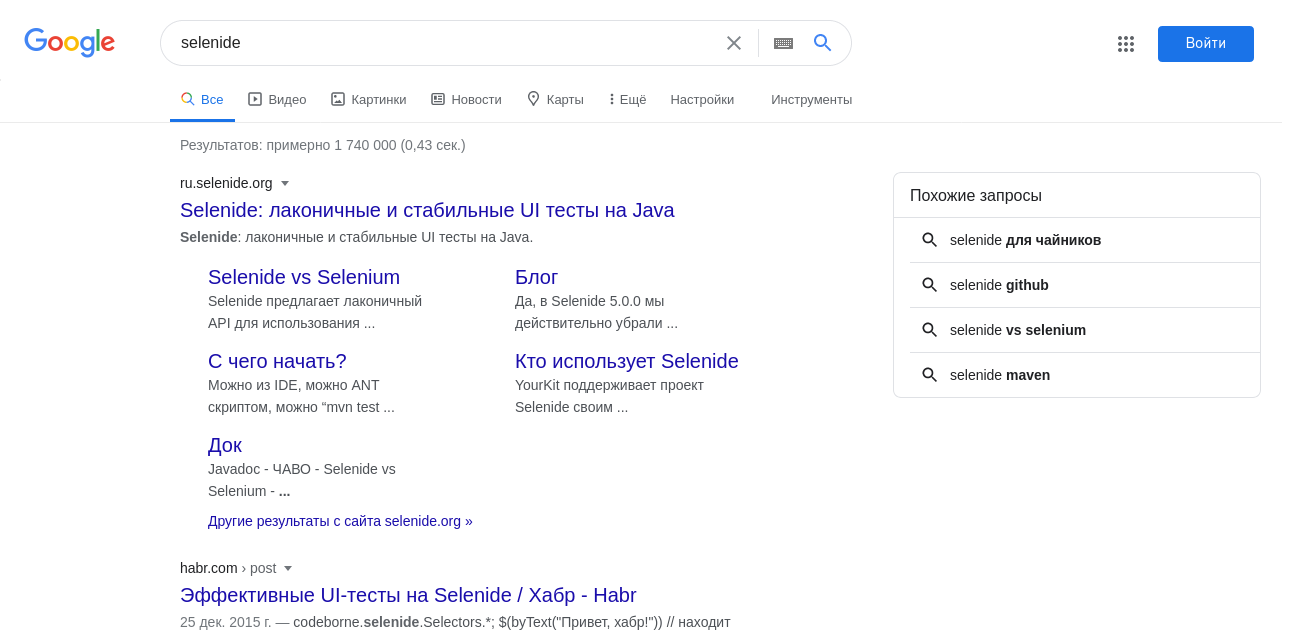 Google
selenide
Войти
Все Видео Картинки Новости Карты Ещё Настройки Инструменты
Результатов: примерно 1 740 000 (0,43 сек.)
ru.selenide.org
Selenide: лаконичные и стабильные UI тесты на Java
Selenide: лаконичные и стабильные UI тесты на Java.
Selenide vs Selenium
Selenide предлагает лаконичный
API для использования ...
Блог
Да, в Selenide 5.0.0 мы
действительно убрали ...
С чего начать?
Можно из IDE, можно ANT
скриптом, можно “mvn test ...
Кто использует Selenide
YourKit поддерживает проект
Selenide своим ...
Док
Javadoc - ЧАВО - Selenide vs
Selenium - ...
Другие результаты с сайта selenide.org »
habr.com › post
Эффективные UI-тесты на Selenide / Хабр - Habr
25 дек. 2015 г. — codeborne.selenide.Selectors.*; $(byText("Привет, хабр!")) // находит
Похожие запросы
selenide для чайников
selenide github
selenide vs selenium
selenide maven